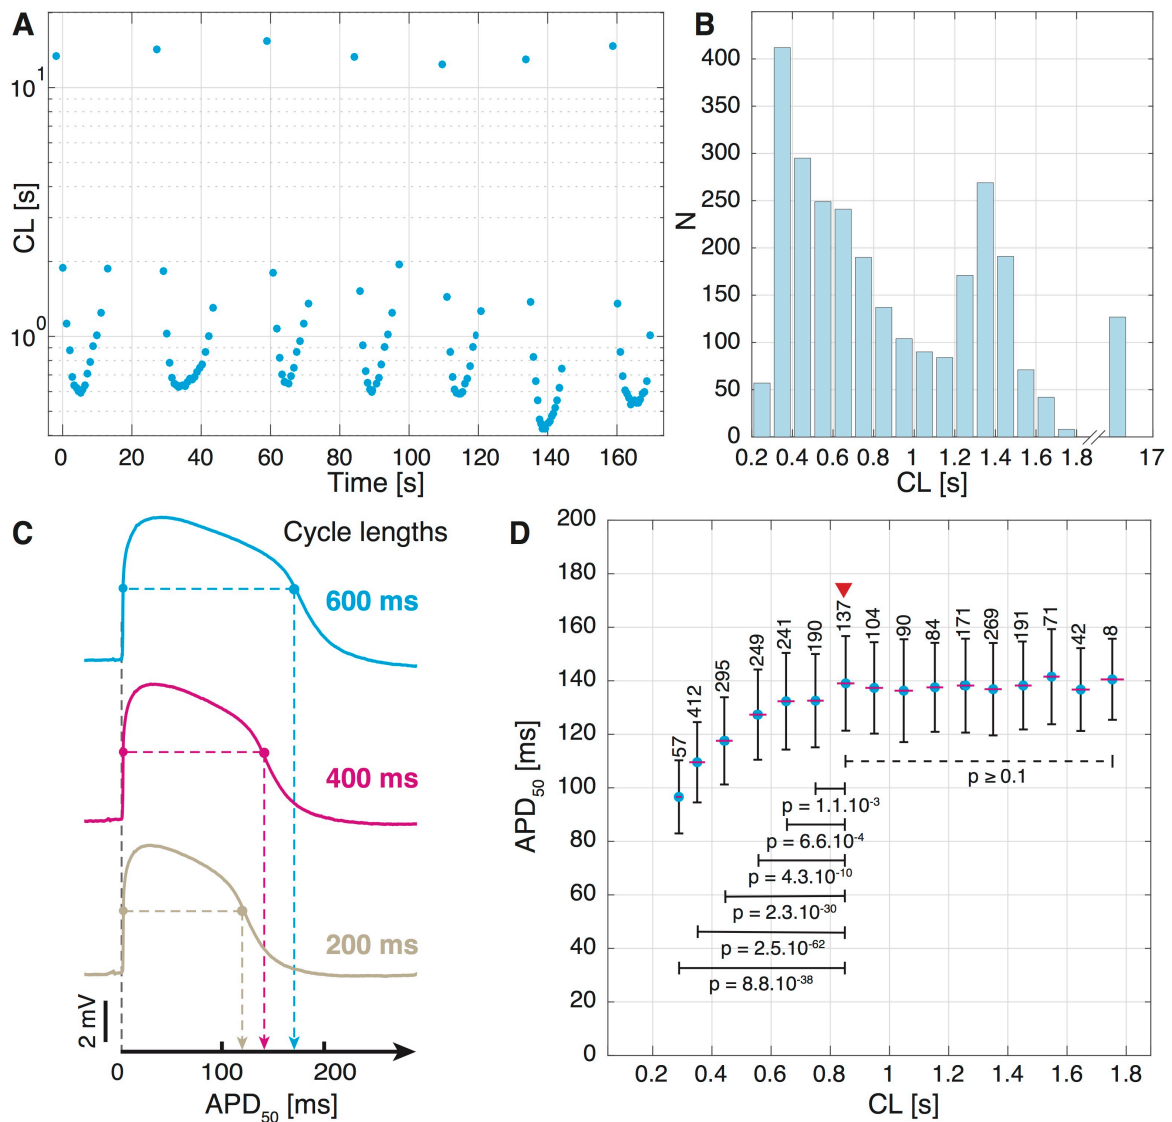 A
CL [s]
10¹
10⁰
0 20 40 60 80 100 120 140 160
Time [s]
B
N
400
350
300
250
200
150
100
50
0
0.2 0.4 0.6 0.8 1 1.2 1.4 1.6 1.8 17
CL [s]
C
Cycle lengths
600 ms
400 ms
200 ms
2 mV
0 100 200
APD₅₀ [ms]
D
APD₅₀ [ms]
200
180
160
140
120
100
80
60
40
20
0
57 412 295 249 241 190 137 104 90 84 171 269 191 71 42 8
p ≥ 0.1
p = 1.1.10⁻³
p = 6.6.10⁻⁴
p = 4.3.10⁻¹⁰
p = 2.3.10⁻³⁰
p = 2.5.10⁻⁶²
p = 8.8.10⁻³⁸
0.2 0.4 0.6 0.8 1 1.2 1.4 1.6 1.8
CL [s]